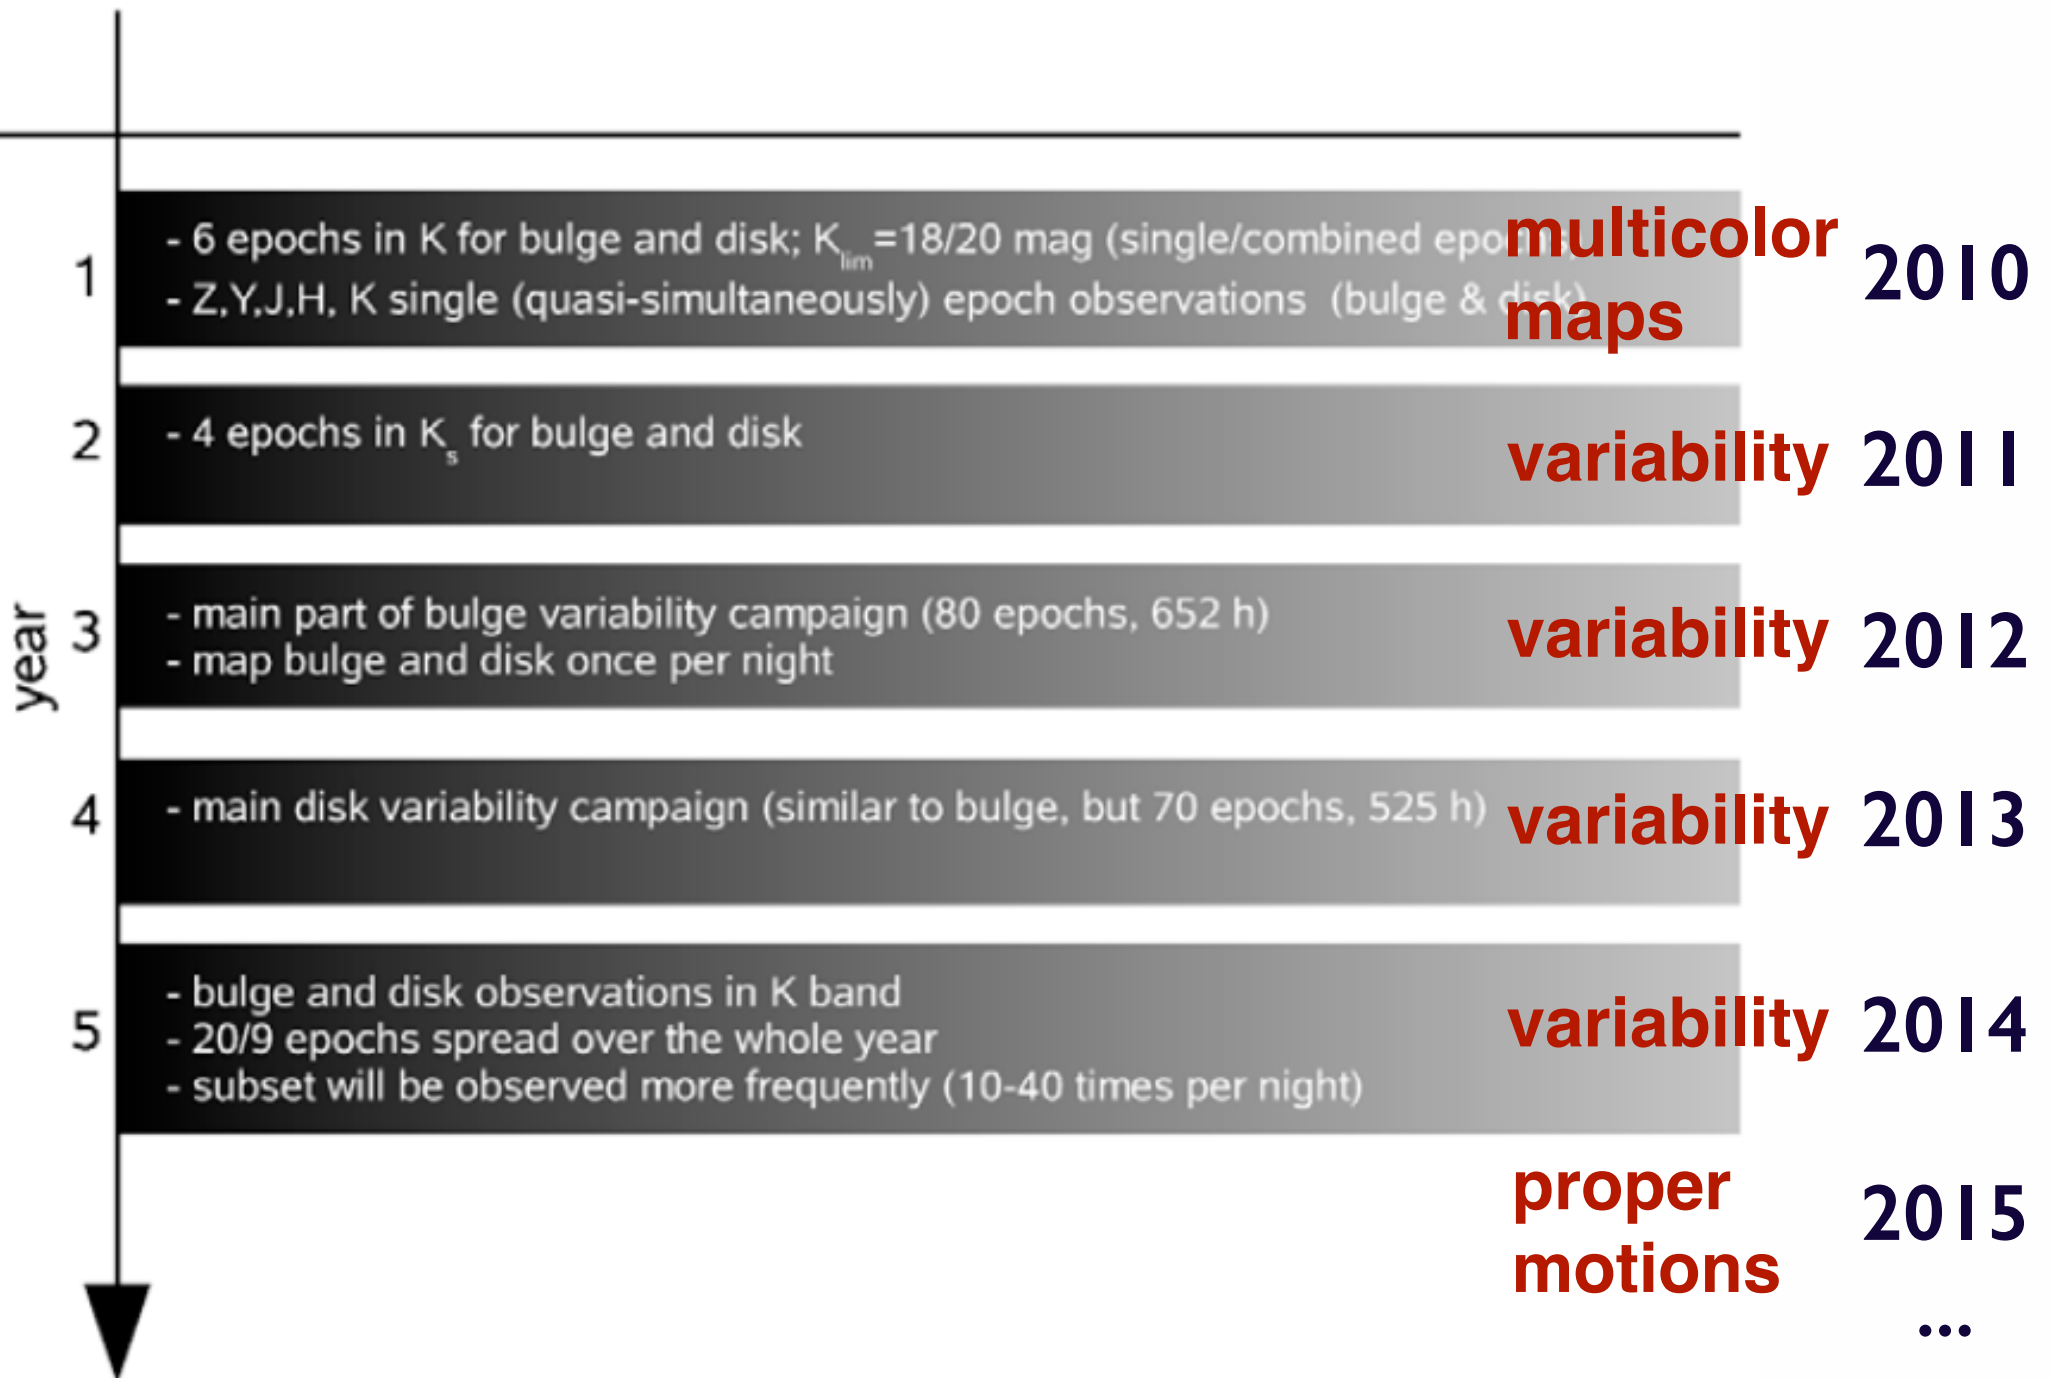 year
1
- 6 epochs in K for bulge and disk; Klim=18/20 mag (single/combined epochs,
- Z,Y,J,H, K single (quasi-simultaneously) epoch observations (bulge & disk)
multicolor
maps
2010
2
- 4 epochs in Ks for bulge and disk
variability
2011
3
- main part of bulge variability campaign (80 epochs, 652 h)
- map bulge and disk once per night
variability
2012
4
- main disk variability campaign (similar to bulge, but 70 epochs, 525 h)
variability
2013
5
- bulge and disk observations in K band
- 20/9 epochs spread over the whole year
- subset will be observed more frequently (10-40 times per night)
variability
2014
proper
motions
2015
...